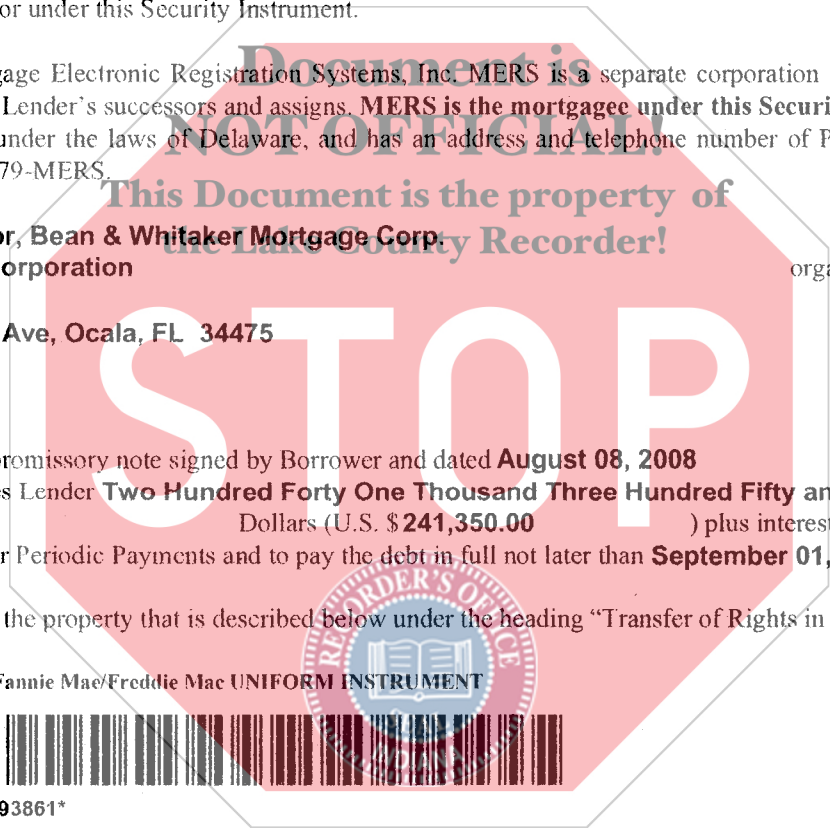 or under this Security Instrument.
Document is
gage Electronic Registration Systems, Inc. MERS is a separate corporation
Lender's successors and assigns. MERS is the mortgagee under this Securi
NOT OFFICIAL!
under the laws of Delaware, and has an address and telephone number of P
79-MERS.
This Document is the property of
or, Bean & Whitaker Mortgage Corp.
the Lake County Recorder!
orporation orga
Ave, Ocala, FL 34475
STOP
romissory note signed by Borrower and dated August 08, 2008
s Lender Two Hundred Forty One Thousand Three Hundred Fifty an
Dollars (U.S. $241,350.00 ) plus interest
r Periodic Payments and to pay the debt in full not later than September 01,
RECORDER'S OFFICE
the property that is described below under the heading “Transfer of Rights in
Fannie Mae/Freddie Mac UNIFORM INSTRUMENT
INDIANA
93861*